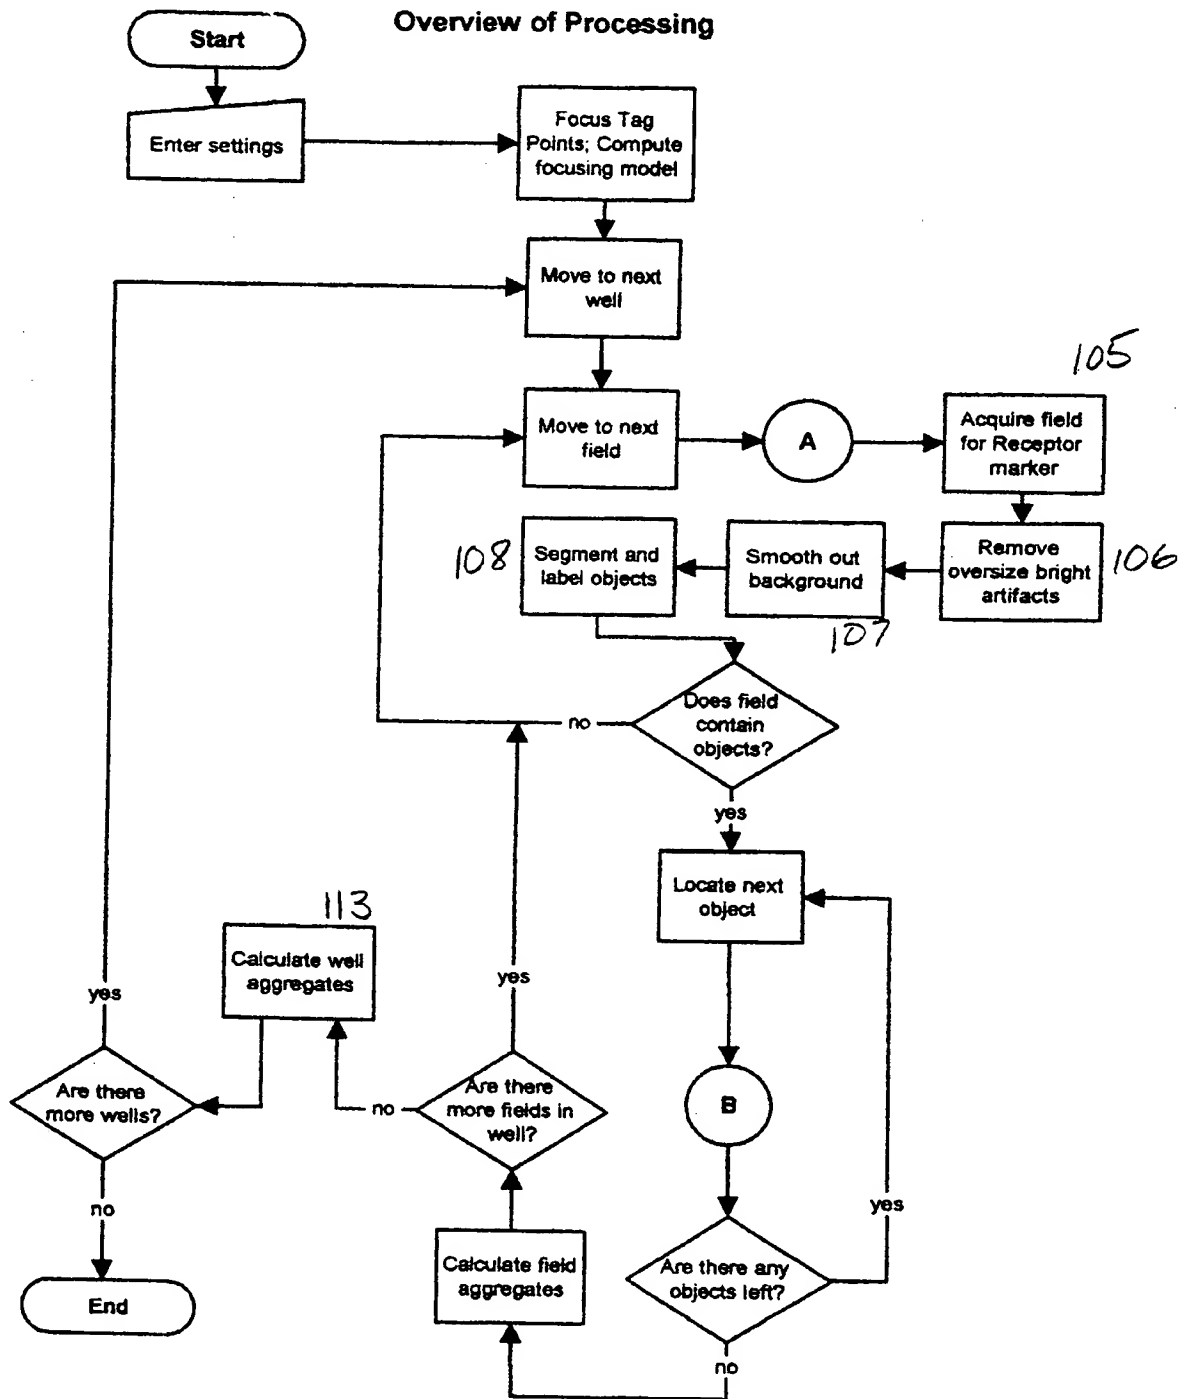 Overview of Processing
Start
Enter settings
Focus Tag
Points; Compute
focusing model
Move to next
well
Move to next
field
A
105
Acquire field
for Receptor
marker
Remove
oversize bright
artifacts
106
Smooth out
background
107
108
Segment and
label objects
Does field
contain
objects?
no
yes
Locate next
object
B
Are there any
objects left?
yes
no
Calculate field
aggregates
Are there
more fields in
well?
yes
no
113
Calculate well
aggregates
Are there
more wells?
yes
no
End